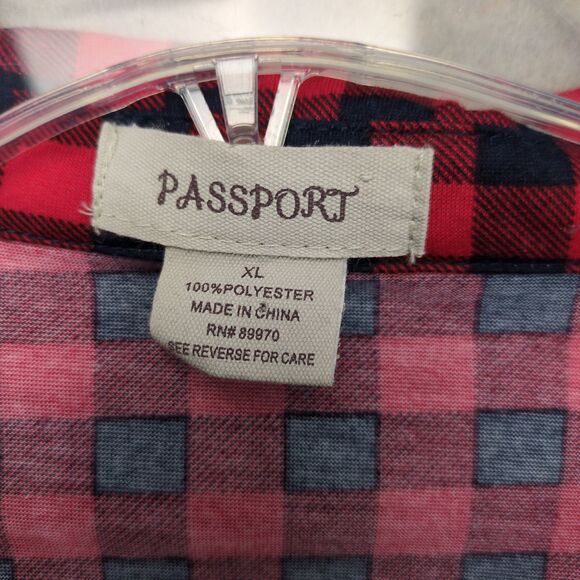 PASSPORT
XL
100%POLYESTER
MADE IN CHINA
RN# 89970
SEE REVERSE FOR CARE